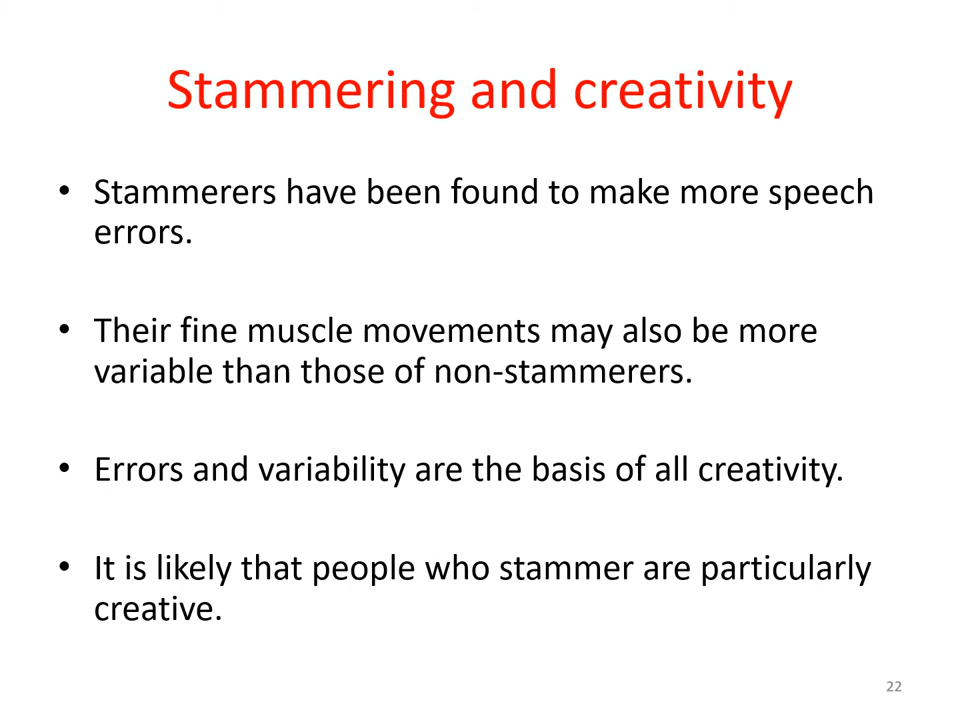 Stammering and creativity
• Stammerers have been found to make more speech
errors.
• Their fine muscle movements may also be more
variable than those of non-stammerers.
• Errors and variability are the basis of all creativity.
• It is likely that people who stammer are particularly
creative.
22